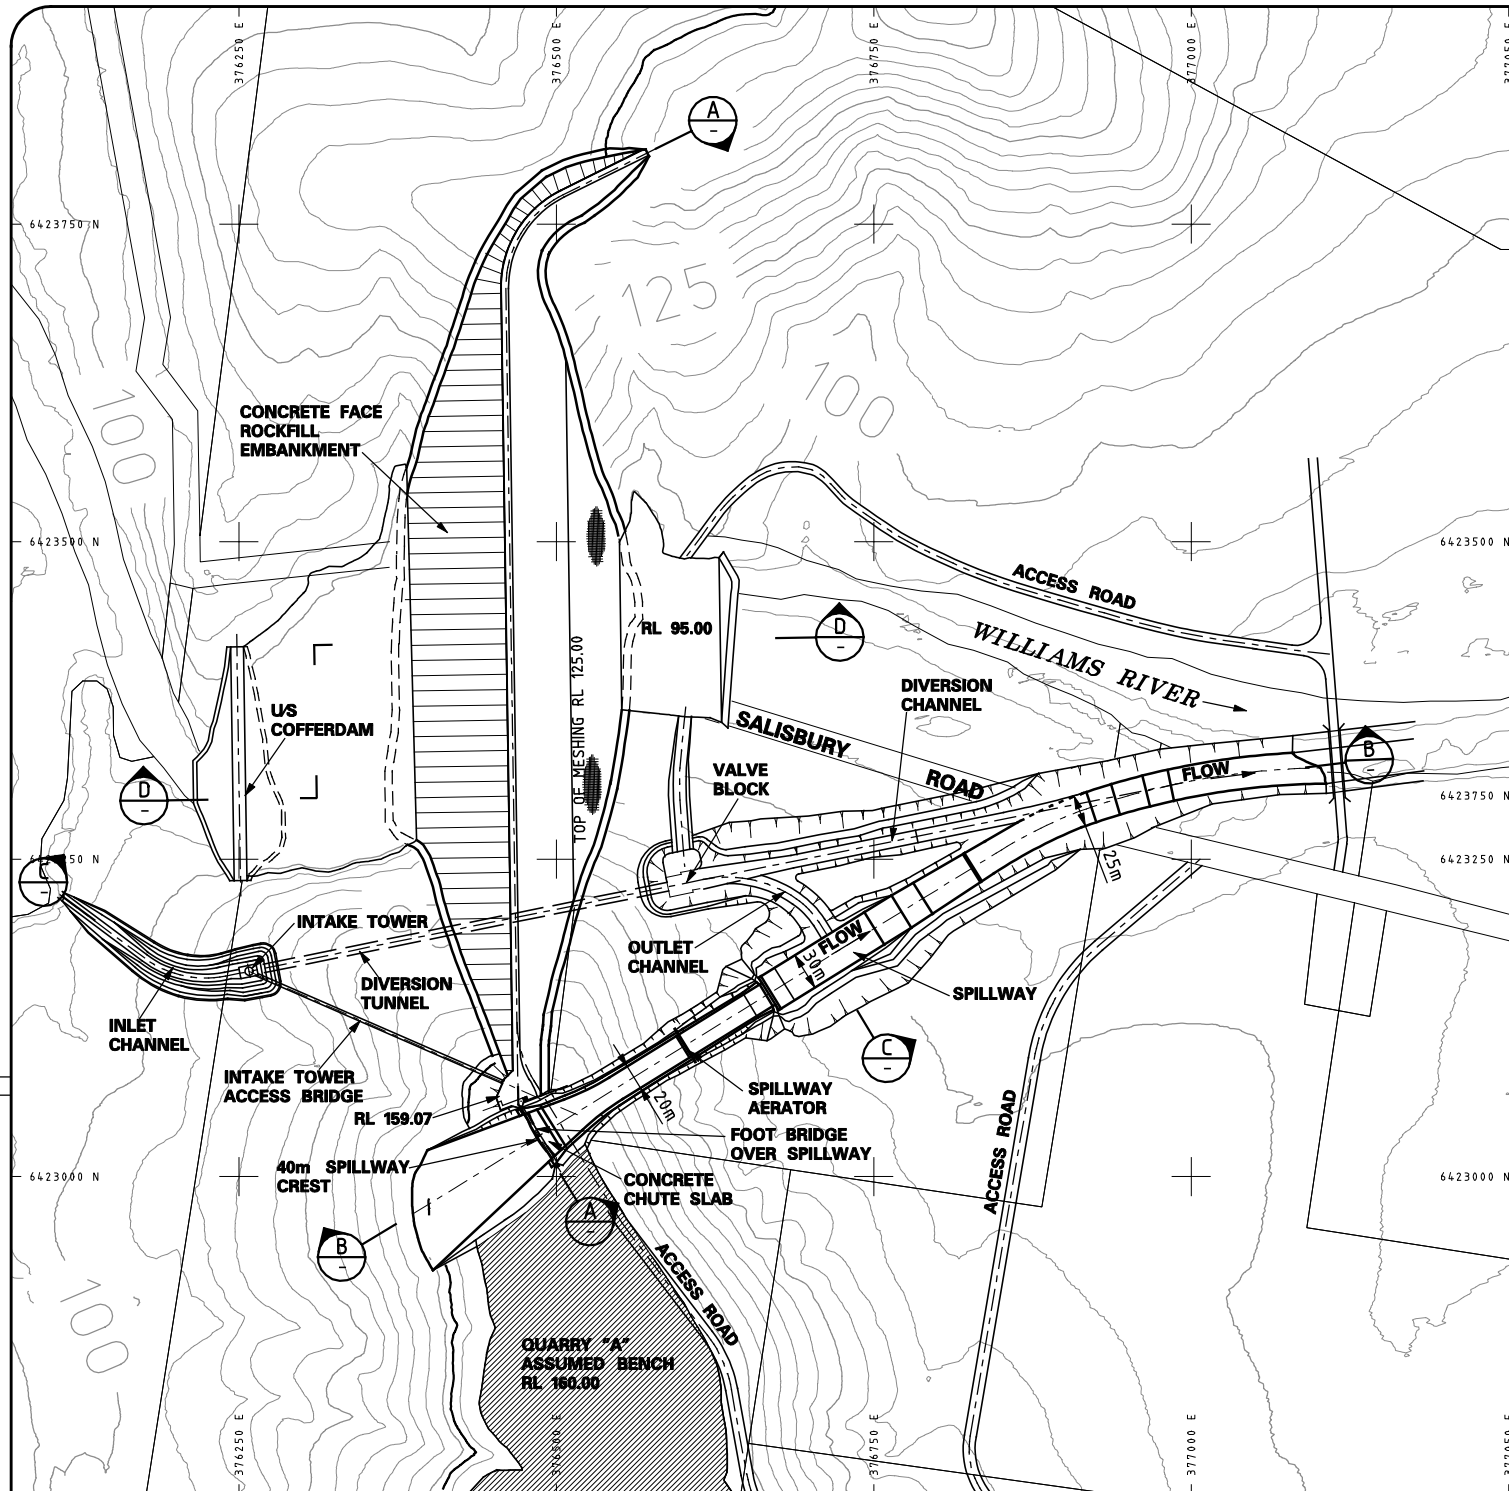 376250 E
376500 E
376750 E
377000 E
377050 E
A
-
6423750 N
125
100
100
CONCRETE FACE
ROCKFILL
EMBANKMENT
6423500 N
6423500 N
ACCESS ROAD
D
-
RL 95.00
WILLIAMS RIVER
TOP OF MESHING RL 125.00
DIVERSION
CHANNEL
U/S
COFFERDAM
SALISBURY ROAD
B
-
FLOW
VALVE
BLOCK
D
-
6423750 N
6423250 N
25m
C
-
INTAKE TOWER
OUTLET
CHANNEL
FLOW
30m
DIVERSION
TUNNEL
SPILLWAY
INLET
CHANNEL
C
-
INTAKE TOWER
ACCESS BRIDGE
SPILLWAY
AERATOR
20m
RL 159.07
FOOT BRIDGE
OVER SPILLWAY
ACCESS ROAD
40m SPILLWAY
CREST
6423000 N
CONCRETE
CHUTE SLAB
6423000 N
A
-
B
-
ACCESS ROAD
100
QUARRY "A"
ASSUMED BENCH
RL 160.00
376250 E
376500 E
376750 E
377000 E